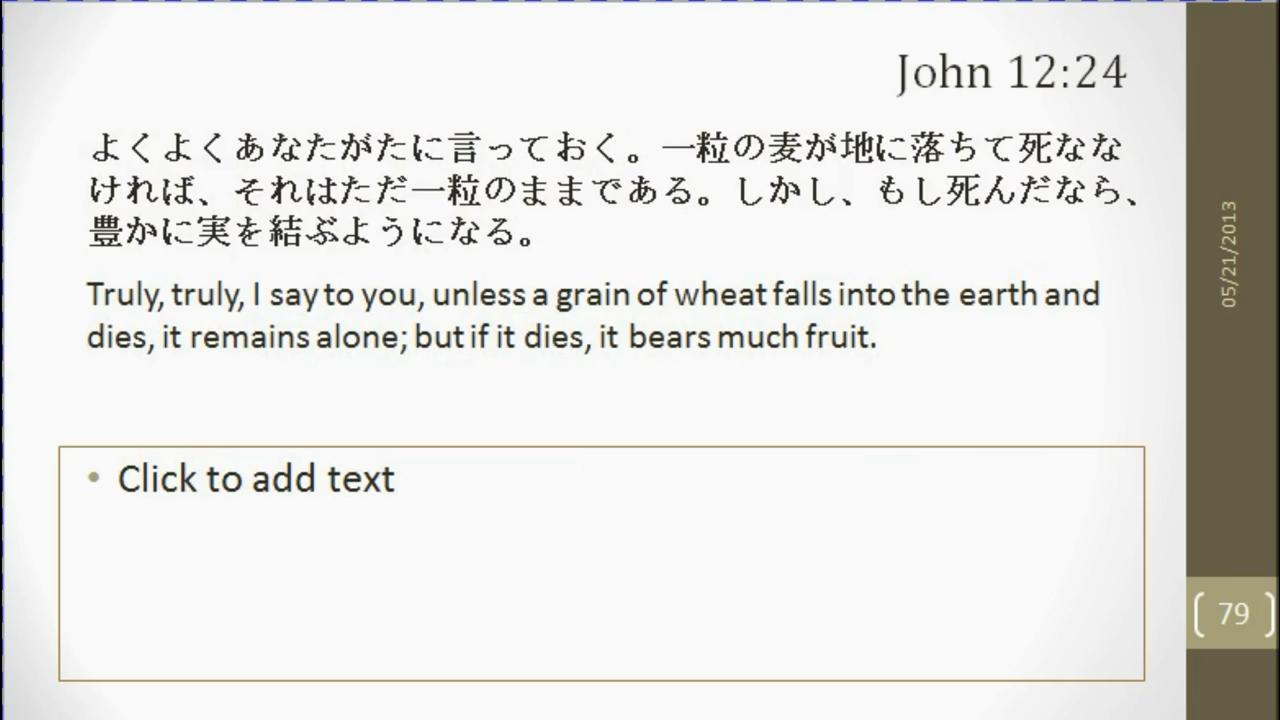 John 12:24
よくよくあなたがたに言っておく。一粒の麦が地に落ちて死なな
ければ、それはただ一粒のままである。しかし、もし死んだなら、
豊かに実を結ぶようになる。
Truly, truly, I say to you, unless a grain of wheat falls into the earth and
dies, it remains alone; but if it dies, it bears much fruit.
• Click to add text
05/21/2013
79